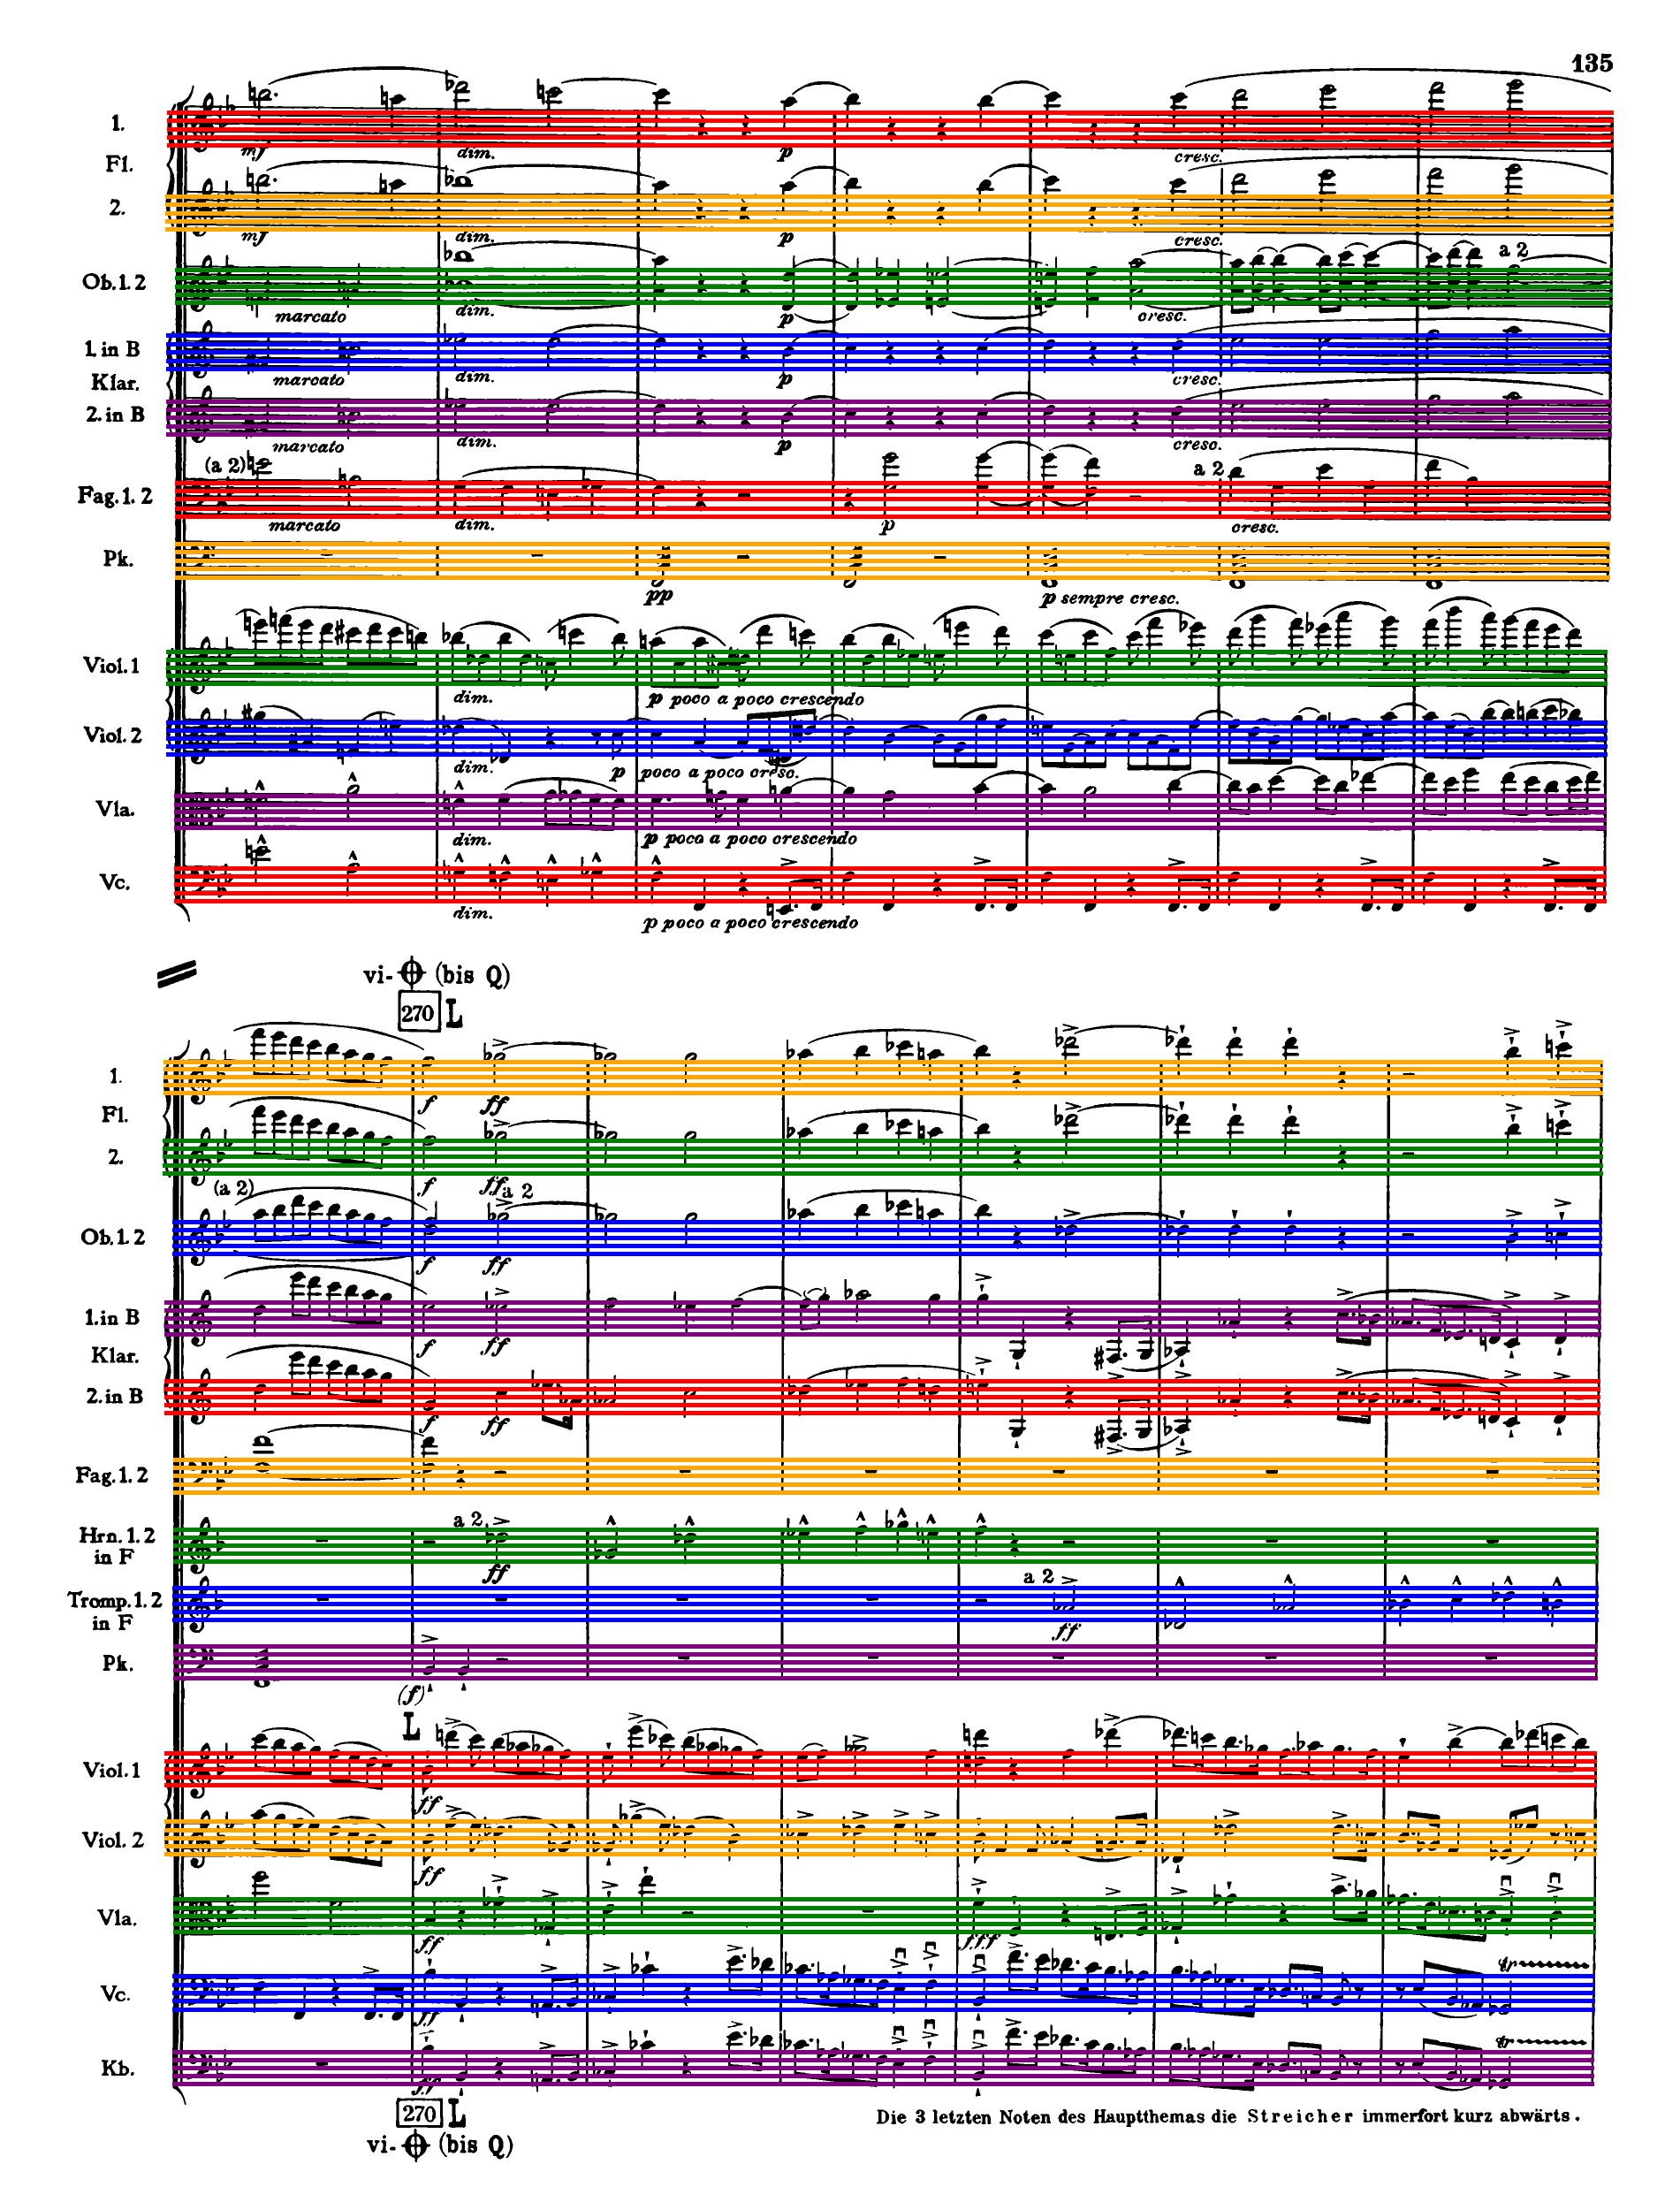 135
1.
Fl.
mf dim. p cresc.
2.
mf dim. p cresc.
a 2
Ob. 1. 2
marcato dim. p cresc.
1. in B
marcato dim. p cresc.
Klar.
2. in B
marcato dim. p cresc.
(a 2) a 2
Fag. 1. 2
marcato dim. p cresc.
Pk.
pp p sempre cresc.
Viol. 1
dim. p poco a poco crescendo
Viol. 2
dim. p poco a poco cresc.
Vla.
dim. p poco a poco crescendo
Vc.
dim. p poco a poco crescendo
vi- (bis Q)
270 L
1.
f ff
Fl.
2.
f ff
(a 2) a 2
Ob. 1. 2
f ff
1. in B
f ff
Klar.
2. in B
f ff
Fag. 1. 2
a 2
Hrn. 1. 2
in F
ff
a 2
Tromp. 1. 2
in F
ff
Pk.
(f)
L
Viol. 1
ff
Viol. 2
ff
Vla.
ff fff
tr
Vc.
ff
tr
Kb.
ff
270 L
Die 3 letzten Noten des Hauptthemas die Streicher immerfort kurz abwärts.
vi- (bis Q)